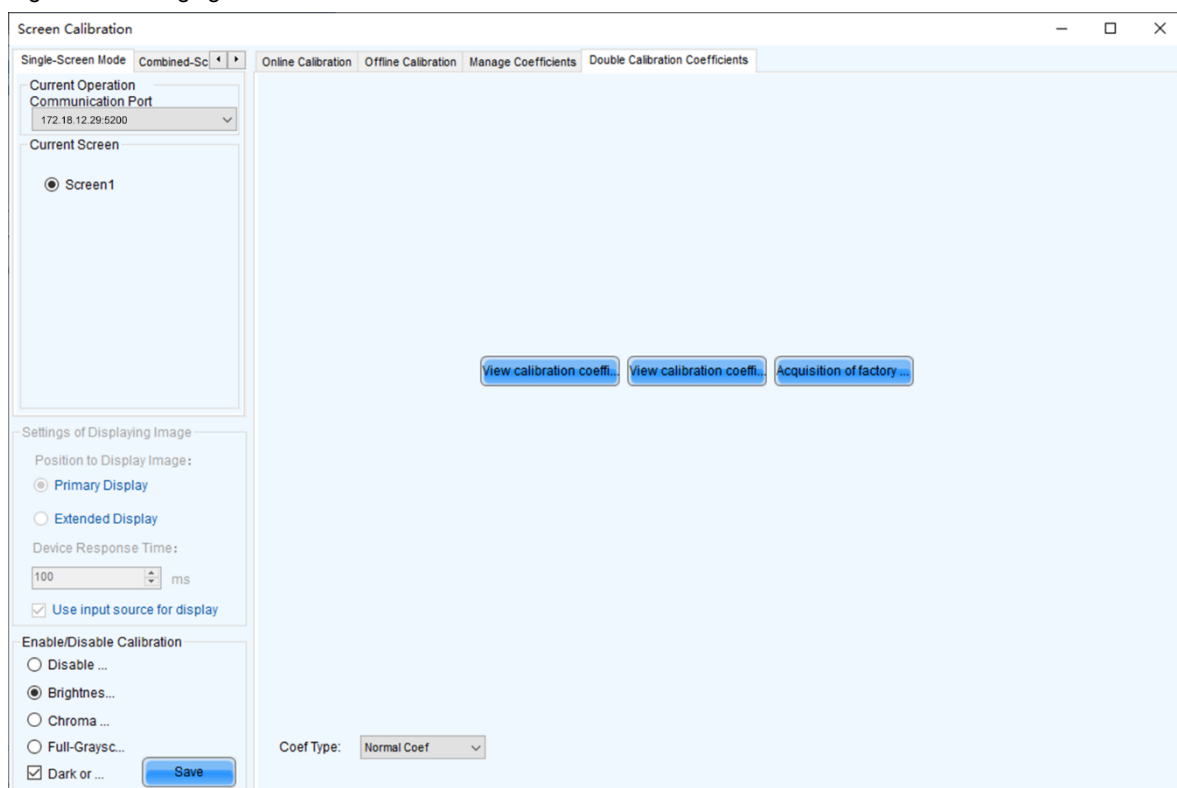 Screen Calibration
Single-Screen Mode Combined-Sc
Online Calibration Offline Calibration Manage Coefficients Double Calibration Coefficients
Current Operation
Communication Port
172.18.12.29:5200
Current Screen
Screen1
View calibration coeffi... View calibration coeffi... Acquisition of factory ...
Settings of Displaying Image
Position to Display Image:
Primary Display
Extended Display
Device Response Time:
100 ms
Use input source for display
Enable/Disable Calibration
Disable ...
Brightnes...
Chroma ...
Full-Graysc...
Dark or ... Save
Coef Type: Normal Coef